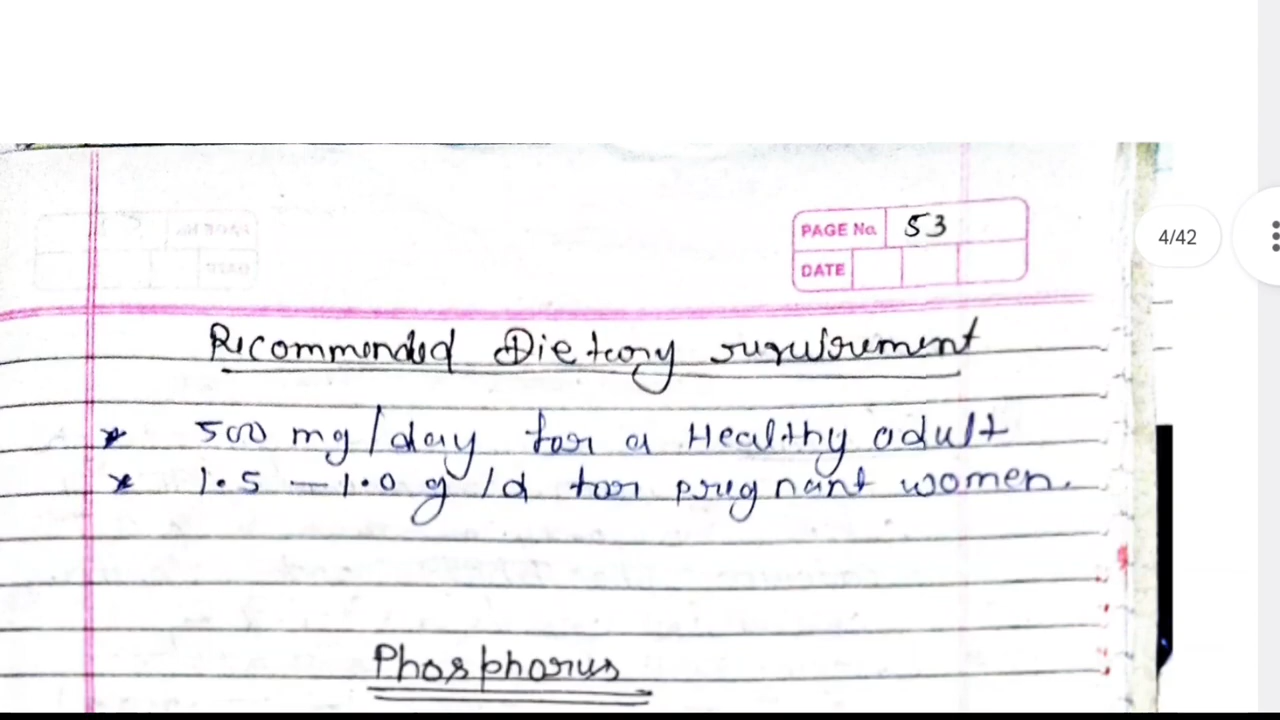 PAGE No. 53
DATE
4/42
Recommended Dietary requirement
* 500 mg/day for a Healthy adult
* 1.5 - 1.0 g/d for pregnant women.
Phosphorus